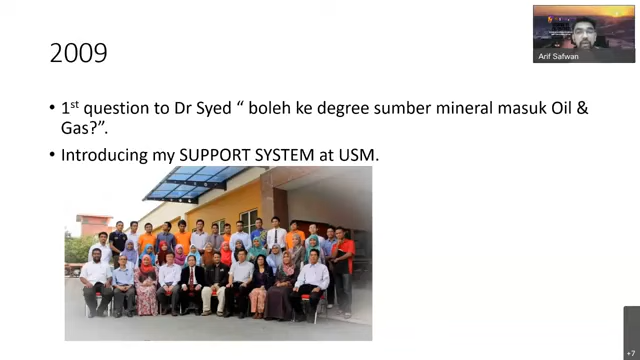 2009
• 1st question to Dr Syed “ boleh ke degree sumber mineral masuk Oil &
Gas?”.
• Introducing my SUPPORT SYSTEM at USM.
Arif Safwan
+7